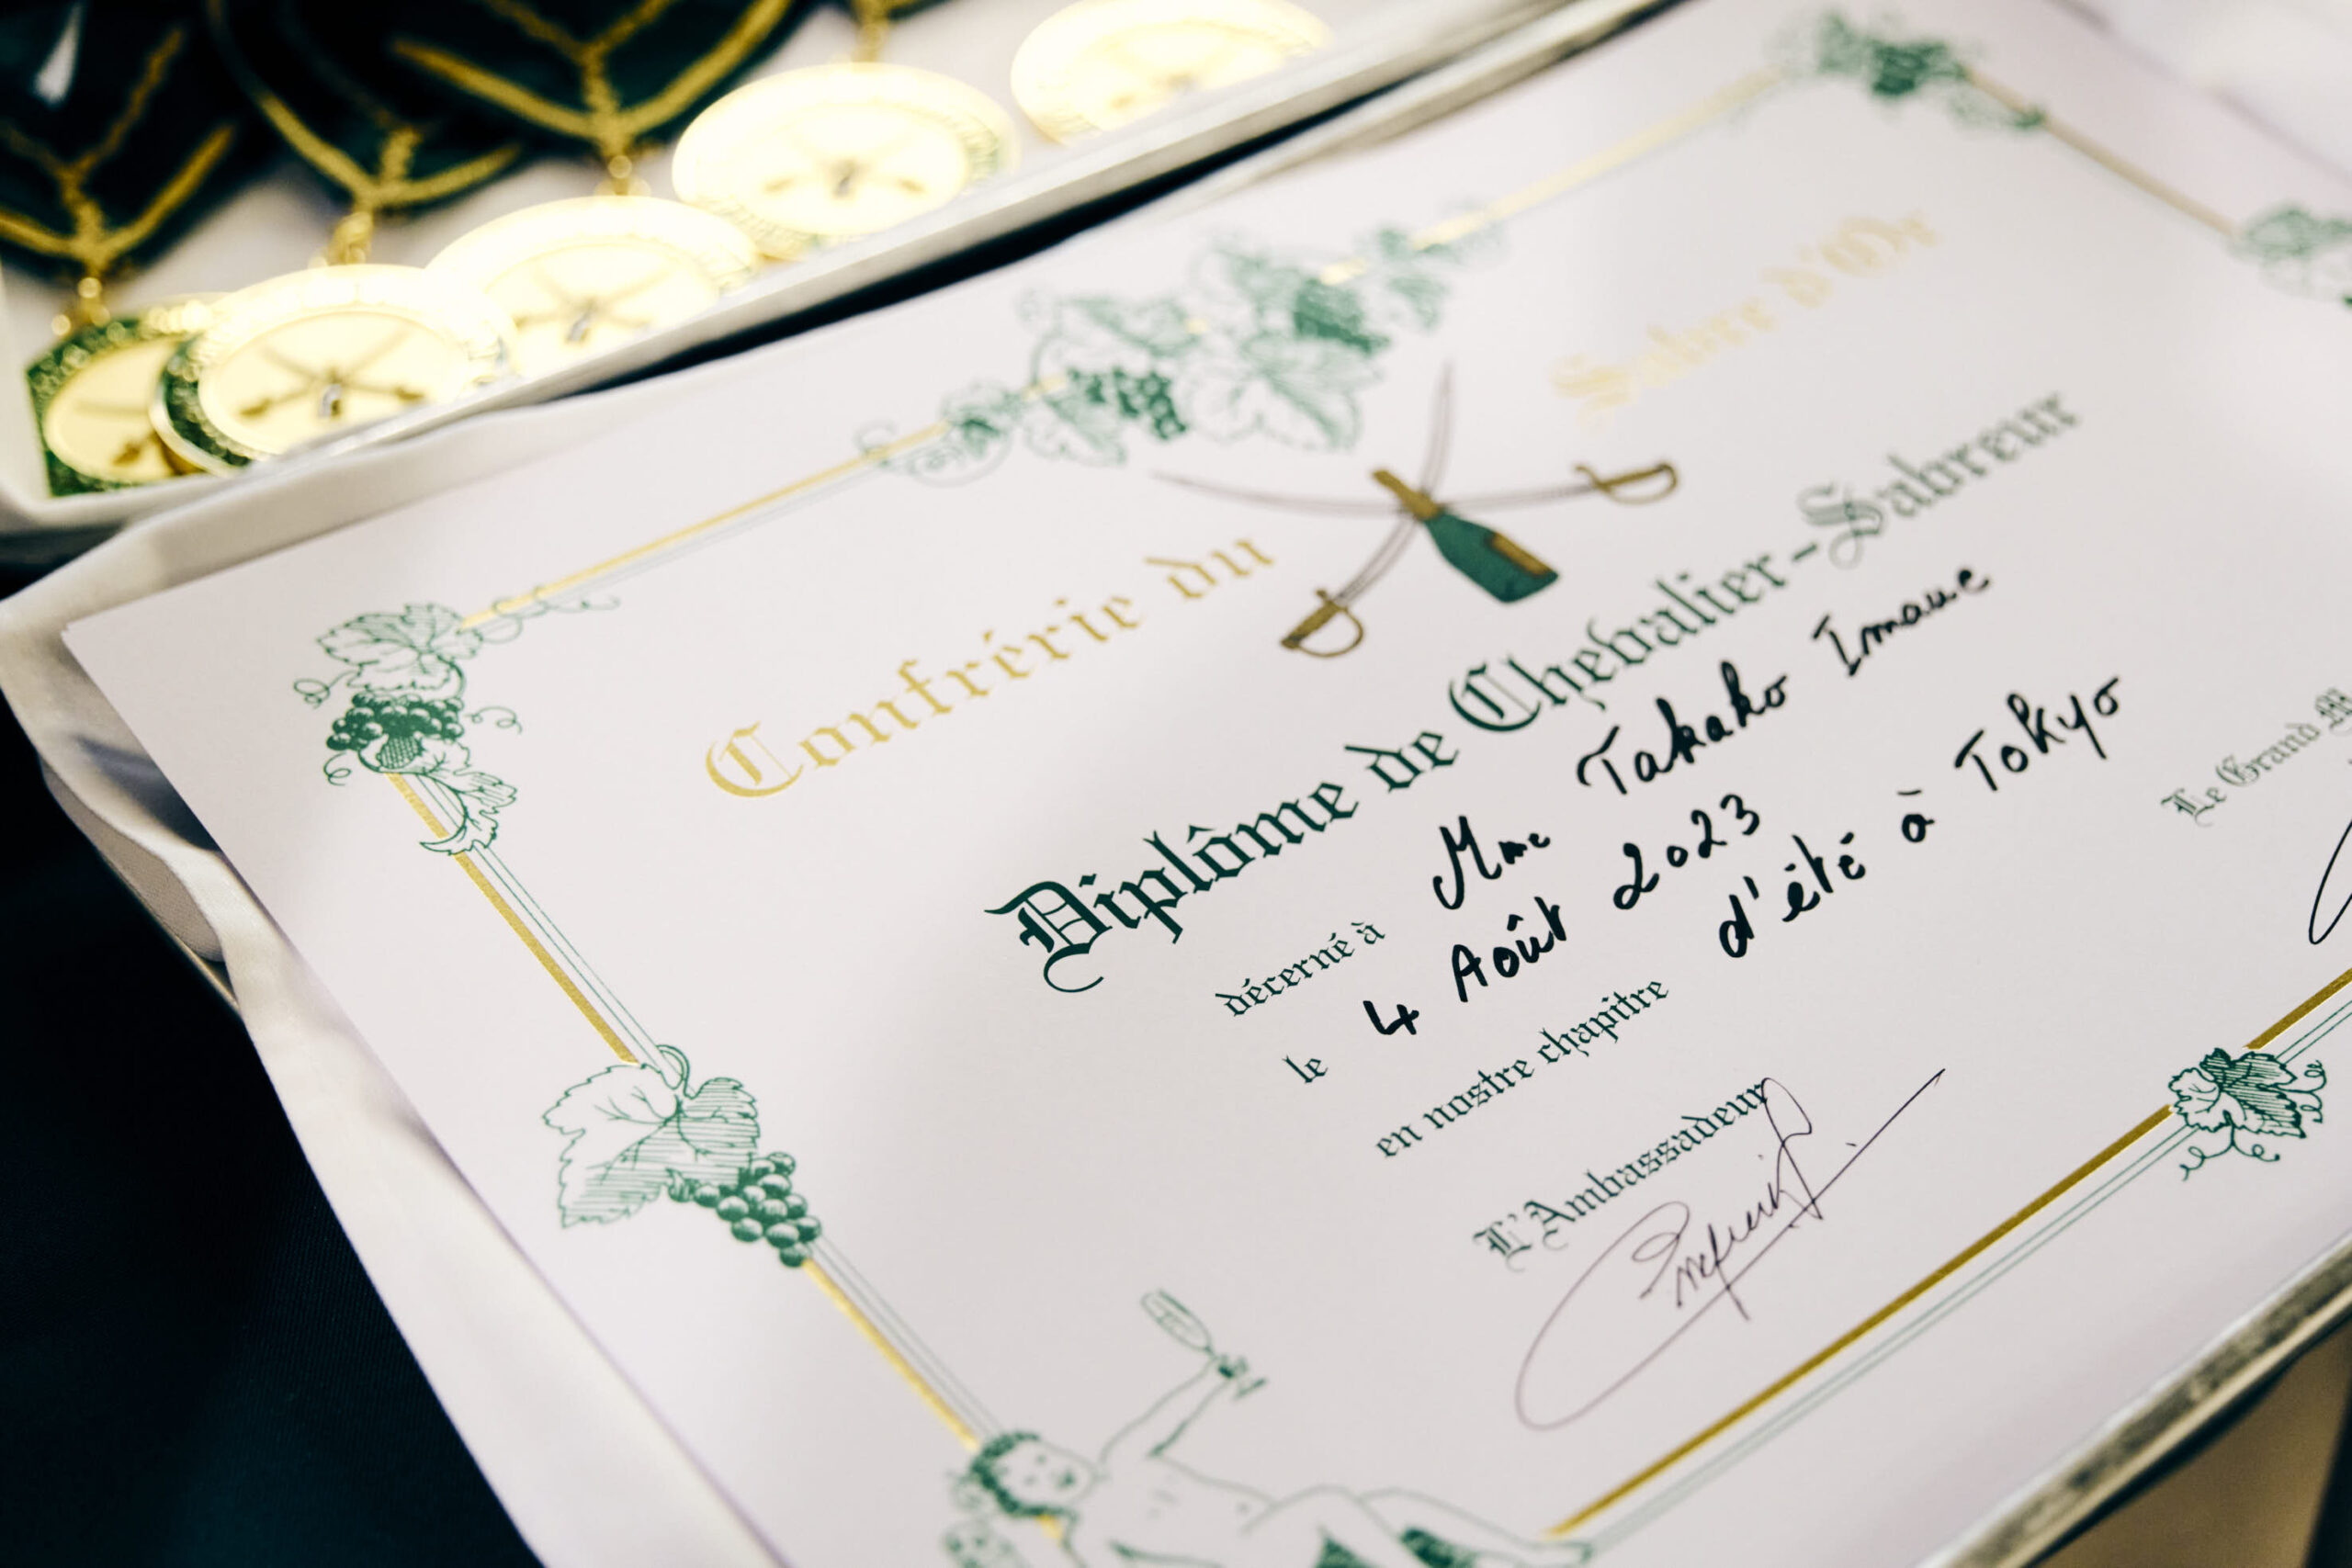 Confrérie du Sabre d'Or
Diplôme de Chevalier-Sabreur
décerné à Mme Takako Imaue
le 4 Août 2023
en nostre chapitre d'été à Tokyo
L'Ambassadeur
Le Grand